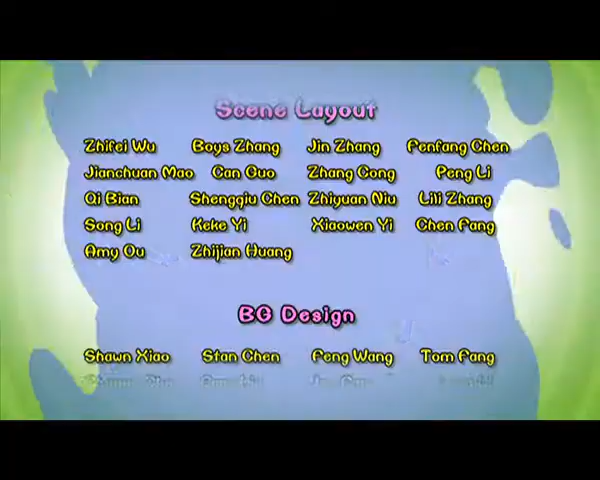 Scene Layout
Zhifei Wu Boys Zhang Jin Zhang Fenfang Chen
Jianchuan Mao Can Guo Zhang Cong Peng Li
Qi Bian Shengqiu Chen Zhiyuan Niu Lili Zhang
Song Li Keke Yi Xiaowen Yi Chen Fang
Amy Ou Zhijian Huang
BG Design
Shawn Xiao Stan Chen Feng Wang Tom Fang